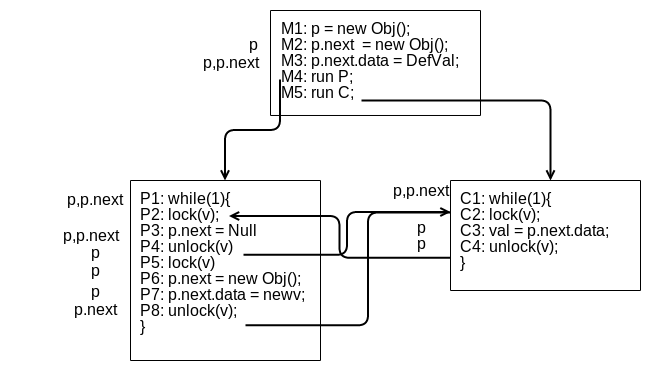 M1: p = new Obj();
p
M2: p.next = new Obj();
p,p.next
M3: p.next.data = DefVal;
M4: run P;
M5: run C;
p,p.next
P1: while(1){
P2: lock(v);
p,p.next
P3: p.next = Null
p
P4: unlock(v)
p
P5: lock(v)
P6: p.next = new Obj();
p
P7: p.next.data = newv;
p.next
P8: unlock(v);
}
p,p.next
C1: while(1){
C2: lock(v);
p
C3: val = p.next.data;
p
C4: unlock(v);
}